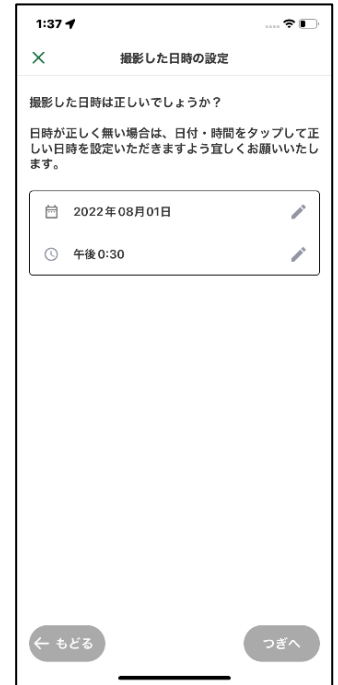 1:37
撮影した日時の設定
撮影した日時は正しいでしょうか？
日時が正しく無い場合は、日付・時間をタップして正
しい日時を設定いただきますよう宜しくお願いいたし
ます。
2022年08月01日
午後0:30
もどる
つぎへ